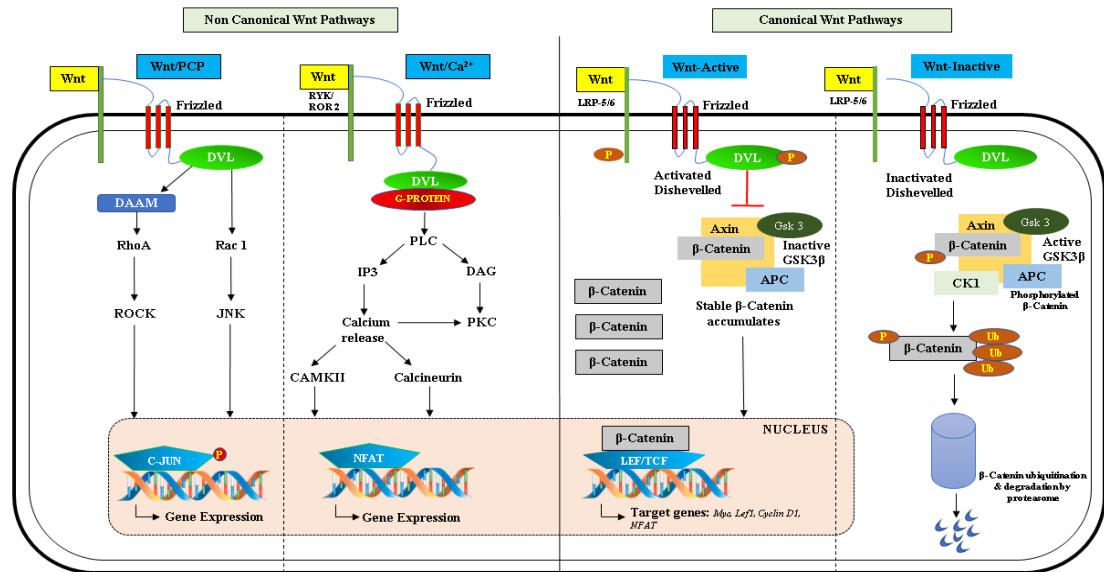 Non Canonical Wnt Pathways
Canonical Wnt Pathways
Wnt
Wnt/PCP
Frizzled
DVL
DAAM
RhoA
Rac 1
ROCK
JNK
C-JUN
P
Gene Expression
Wnt
RYK/
ROR2
Wnt/Ca²⁺
Frizzled
DVL
G-PROTEIN
PLC
IP3
DAG
Calcium
release
PKC
CAMKII
Calcineurin
NFAT
Gene Expression
Wnt
LRP-5/6
Wnt-Active
Frizzled
P
DVL
P
Activated
Dishevelled
Axin
Gsk 3
β-Catenin
Inactive
GSK3β
APC
β-Catenin
β-Catenin
β-Catenin
Stable β-Catenin
accumulates
NUCLEUS
β-Catenin
LEF/TCF
Target genes: Myc, Lef1, Cyclin D1,
NFAT
Wnt
LRP-5/6
Wnt-Inactive
Frizzled
DVL
Inactivated
Dishevelled
Axin
Gsk 3
β-Catenin
P
Active
GSK3β
CK1
APC
Phosphorylated
β-Catenin
P
β-Catenin
Ub
Ub
Ub
β-Catenin ubiquitination
& degradation by
proteasome